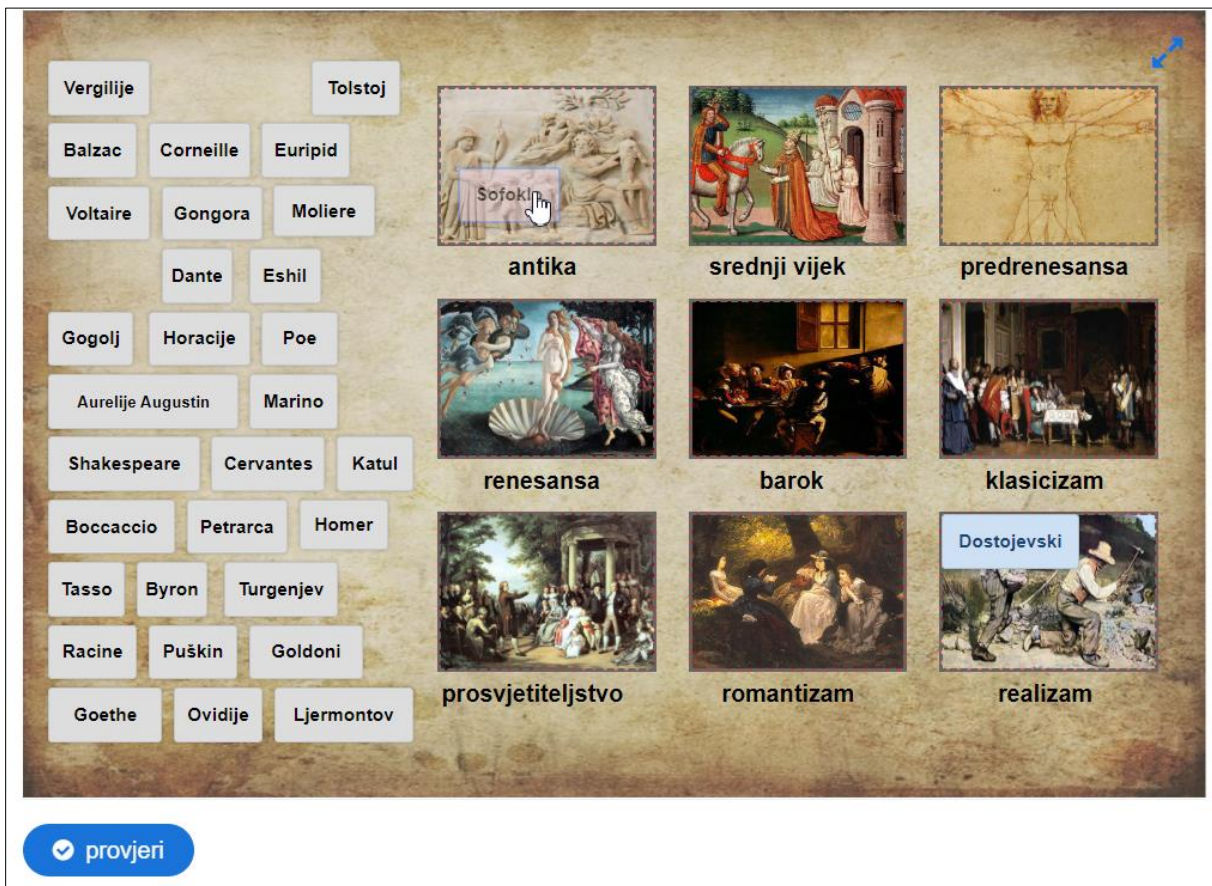 Vergilije Tolstoj
Balzac Corneille Euripid
Voltaire Gongora Moliere
Dante Eshil
Gogolj Horacije Poe
Aurelije Augustin Marino
Shakespeare Cervantes Katul
Boccaccio Petrarca Homer
Tasso Byron Turgenjev
Racine Puškin Goldoni
Goethe Ovidije Ljermontov
antika srednji vijek predrenesansa
renesansa barok klasicizam
Dostojevski
prosvjetiteljstvo romantizam realizam
provjeri